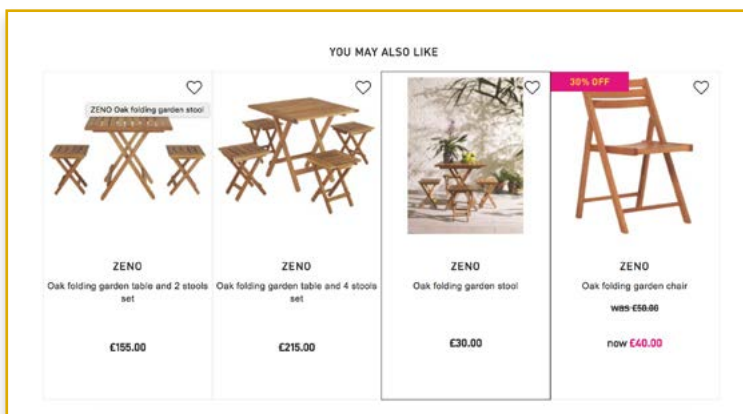 YOU MAY ALSO LIKE
30% OFF
ZENO Oak folding garden stool
ZENO
Oak folding garden table and 2 stools
set
£155.00
ZENO
Oak folding garden table and 4 stools
set
£215.00
ZENO
Oak folding garden stool
£30.00
ZENO
Oak folding garden chair
was £58.00
now £40.00